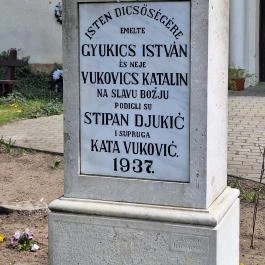 ISTEN DICSŐSÉGÉRE
EMELTE
GYUKICS ISTVÁN
ÉS NEJE
VUKOVICS KATALIN
NA SLAVU BOŽJU
PODIGLI SU
STIPAN DJUKIĆ
I SUPRUGA
KATA VUKOVIĆ.
1937.